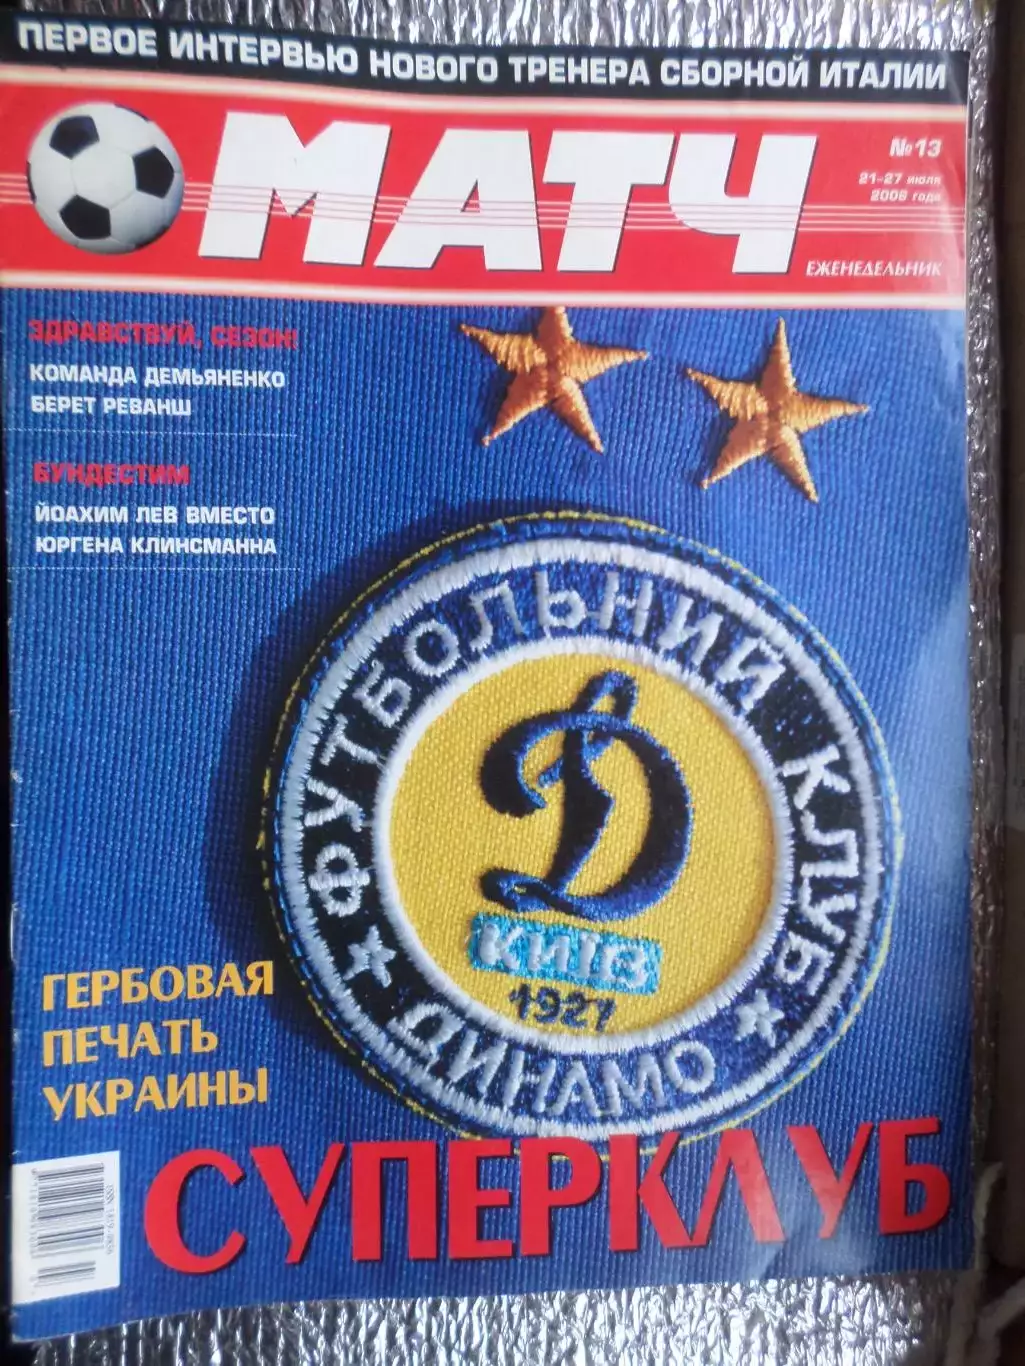 ПЕРВОЕ ИНТЕРВЬЮ НОВОГО ТРЕНЕРА СБОРНОЙ ИТАЛИИ
МАТЧ
№13
21-27 июля
2006 года
ЕЖЕНЕДЕЛЬНИК
ЗДРАВСТВУЙ, СЕЗОН!
КОМАНДА ДЕМЬЯНЕНКО
БЕРЕТ РЕВАНШ
БУНДЕСТИМ
ЙОАХИМ ЛЕВ ВМЕСТО
ЮРГЕНА КЛИНСМАННА
ФУТБОЛЬНИЙ КЛУБ
Д
КИЇВ
1927
ДИНАМО
ГЕРБОВАЯ
ПЕЧАТЬ
УКРАИНЫ
СУПЕРКЛУБ